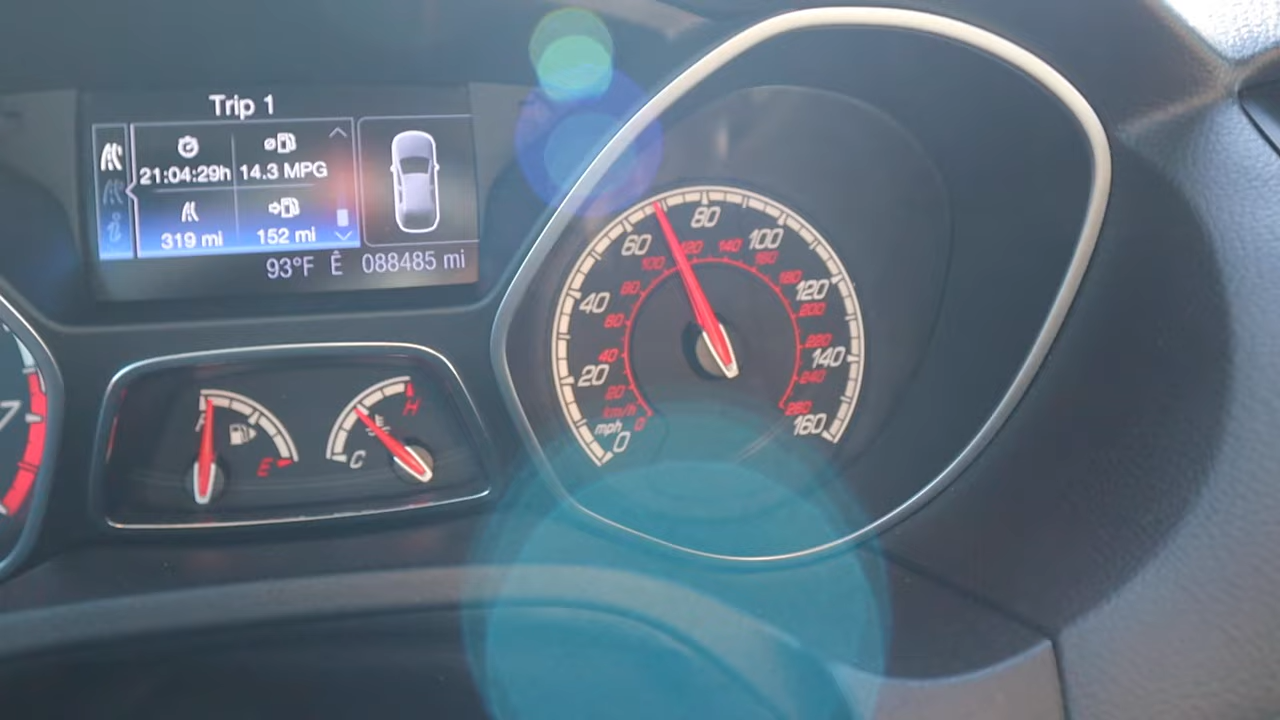 Trip 1
21:04:29h 14.3 MPG
319 mi 152 mi
93°F Ê 088485 mi
7
F E
C H
0 20 40 60 80 100 120 140 160
mph
km/h
0 20 40 60 80 100 120 140 160 180 200 220 240 260